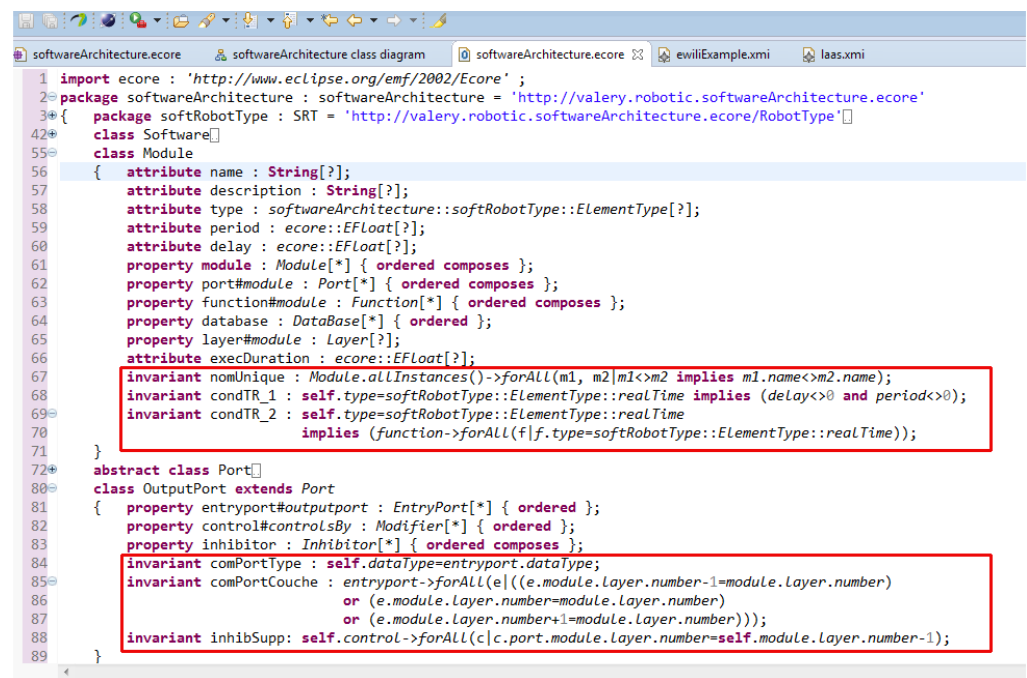 softwareArchitecture.ecore softwareArchitecture class diagram softwareArchitecture.ecore ewiliExample.xmi laas.xmi
1 import ecore : 'http://www.eclipse.org/emf/2002/Ecore' ;
2 package softwareArchitecture : softwareArchitecture = 'http://valery.robotic.softwareArchitecture.ecore'
3 { package softRobotType : SRT = 'http://valery.robotic.softwareArchitecture.ecore/RobotType'
42 class Software
55 class Module
56 { attribute name : String[?];
57 attribute description : String[?];
58 attribute type : softwareArchitecture::softRobotType::ElementType[?];
59 attribute period : ecore::EFloat[?];
60 attribute delay : ecore::EFloat[?];
61 property module : Module[*] { ordered composes };
62 property port#module : Port[*] { ordered composes };
63 property function#module : Function[*] { ordered composes };
64 property database : DataBase[*] { ordered };
65 property layer#module : Layer[?];
66 attribute execDuration : ecore::EFloat[?];
67 invariant nomUnique : Module.allInstances()->forAll(m1, m2|m1<>m2 implies m1.name<>m2.name);
68 invariant condTR_1 : self.type=softRobotType::ElementType::realTime implies (delay<>0 and period<>0);
69 invariant condTR_2 : self.type=softRobotType::ElementType::realTime
70 implies (function->forAll(f|f.type=softRobotType::ElementType::realTime));
71 }
72 abstract class Port
80 class OutputPort extends Port
81 { property entryport#outputport : EntryPort[*] { ordered };
82 property control#controlsBy : Modifier[*] { ordered };
83 property inhibitor : Inhibitor[*] { ordered composes };
84 invariant comPortType : self.dataType=entryport.dataType;
85 invariant comPortCouche : entryport->forAll(e|((e.module.layer.number-1=module.layer.number)
86 or (e.module.layer.number=module.layer.number)
87 or (e.module.layer.number+1=module.layer.number)));
88 invariant inhibSupp: self.control->forAll(c|c.port.module.layer.number=self.module.layer.number-1);
89 }